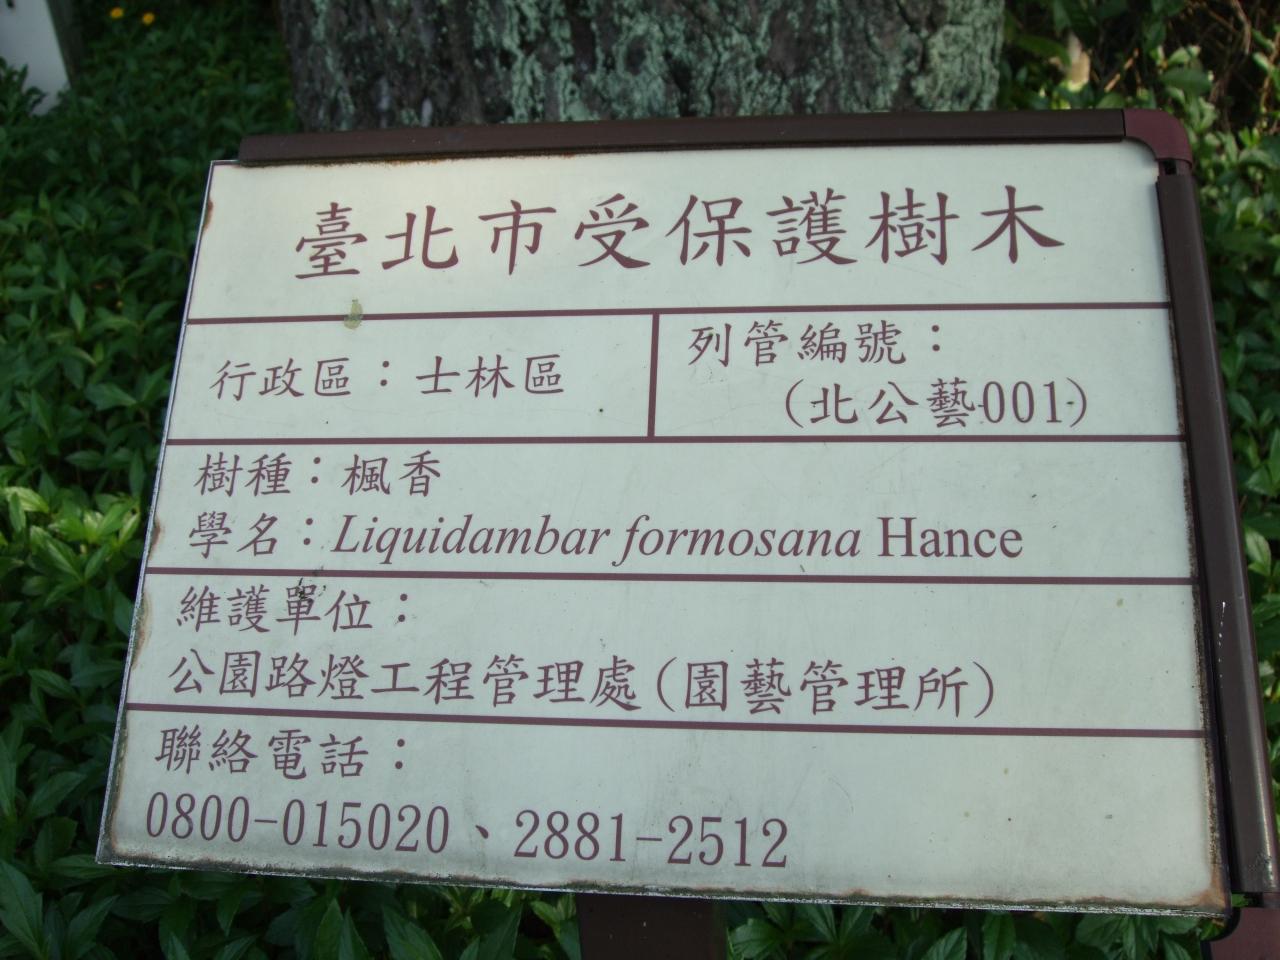 臺北市受保護樹木
行政區：士林區
列管編號：
（北公藝001）
樹種：楓香
學名：Liquidambar formosana Hance
維護單位：
公園路燈工程管理處（園藝管理所）
聯絡電話：
0800-015020、2881-2512